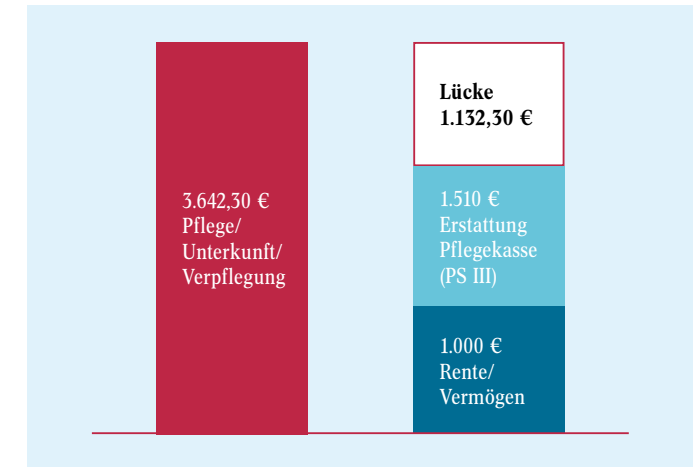 3.642,30 €
Pflege/
Unterkunft/
Verpflegung
Lücke
1.132,30 €
1.510 €
Erstattung
Pflegekasse
(PS III)
1.000 €
Rente/
Vermögen